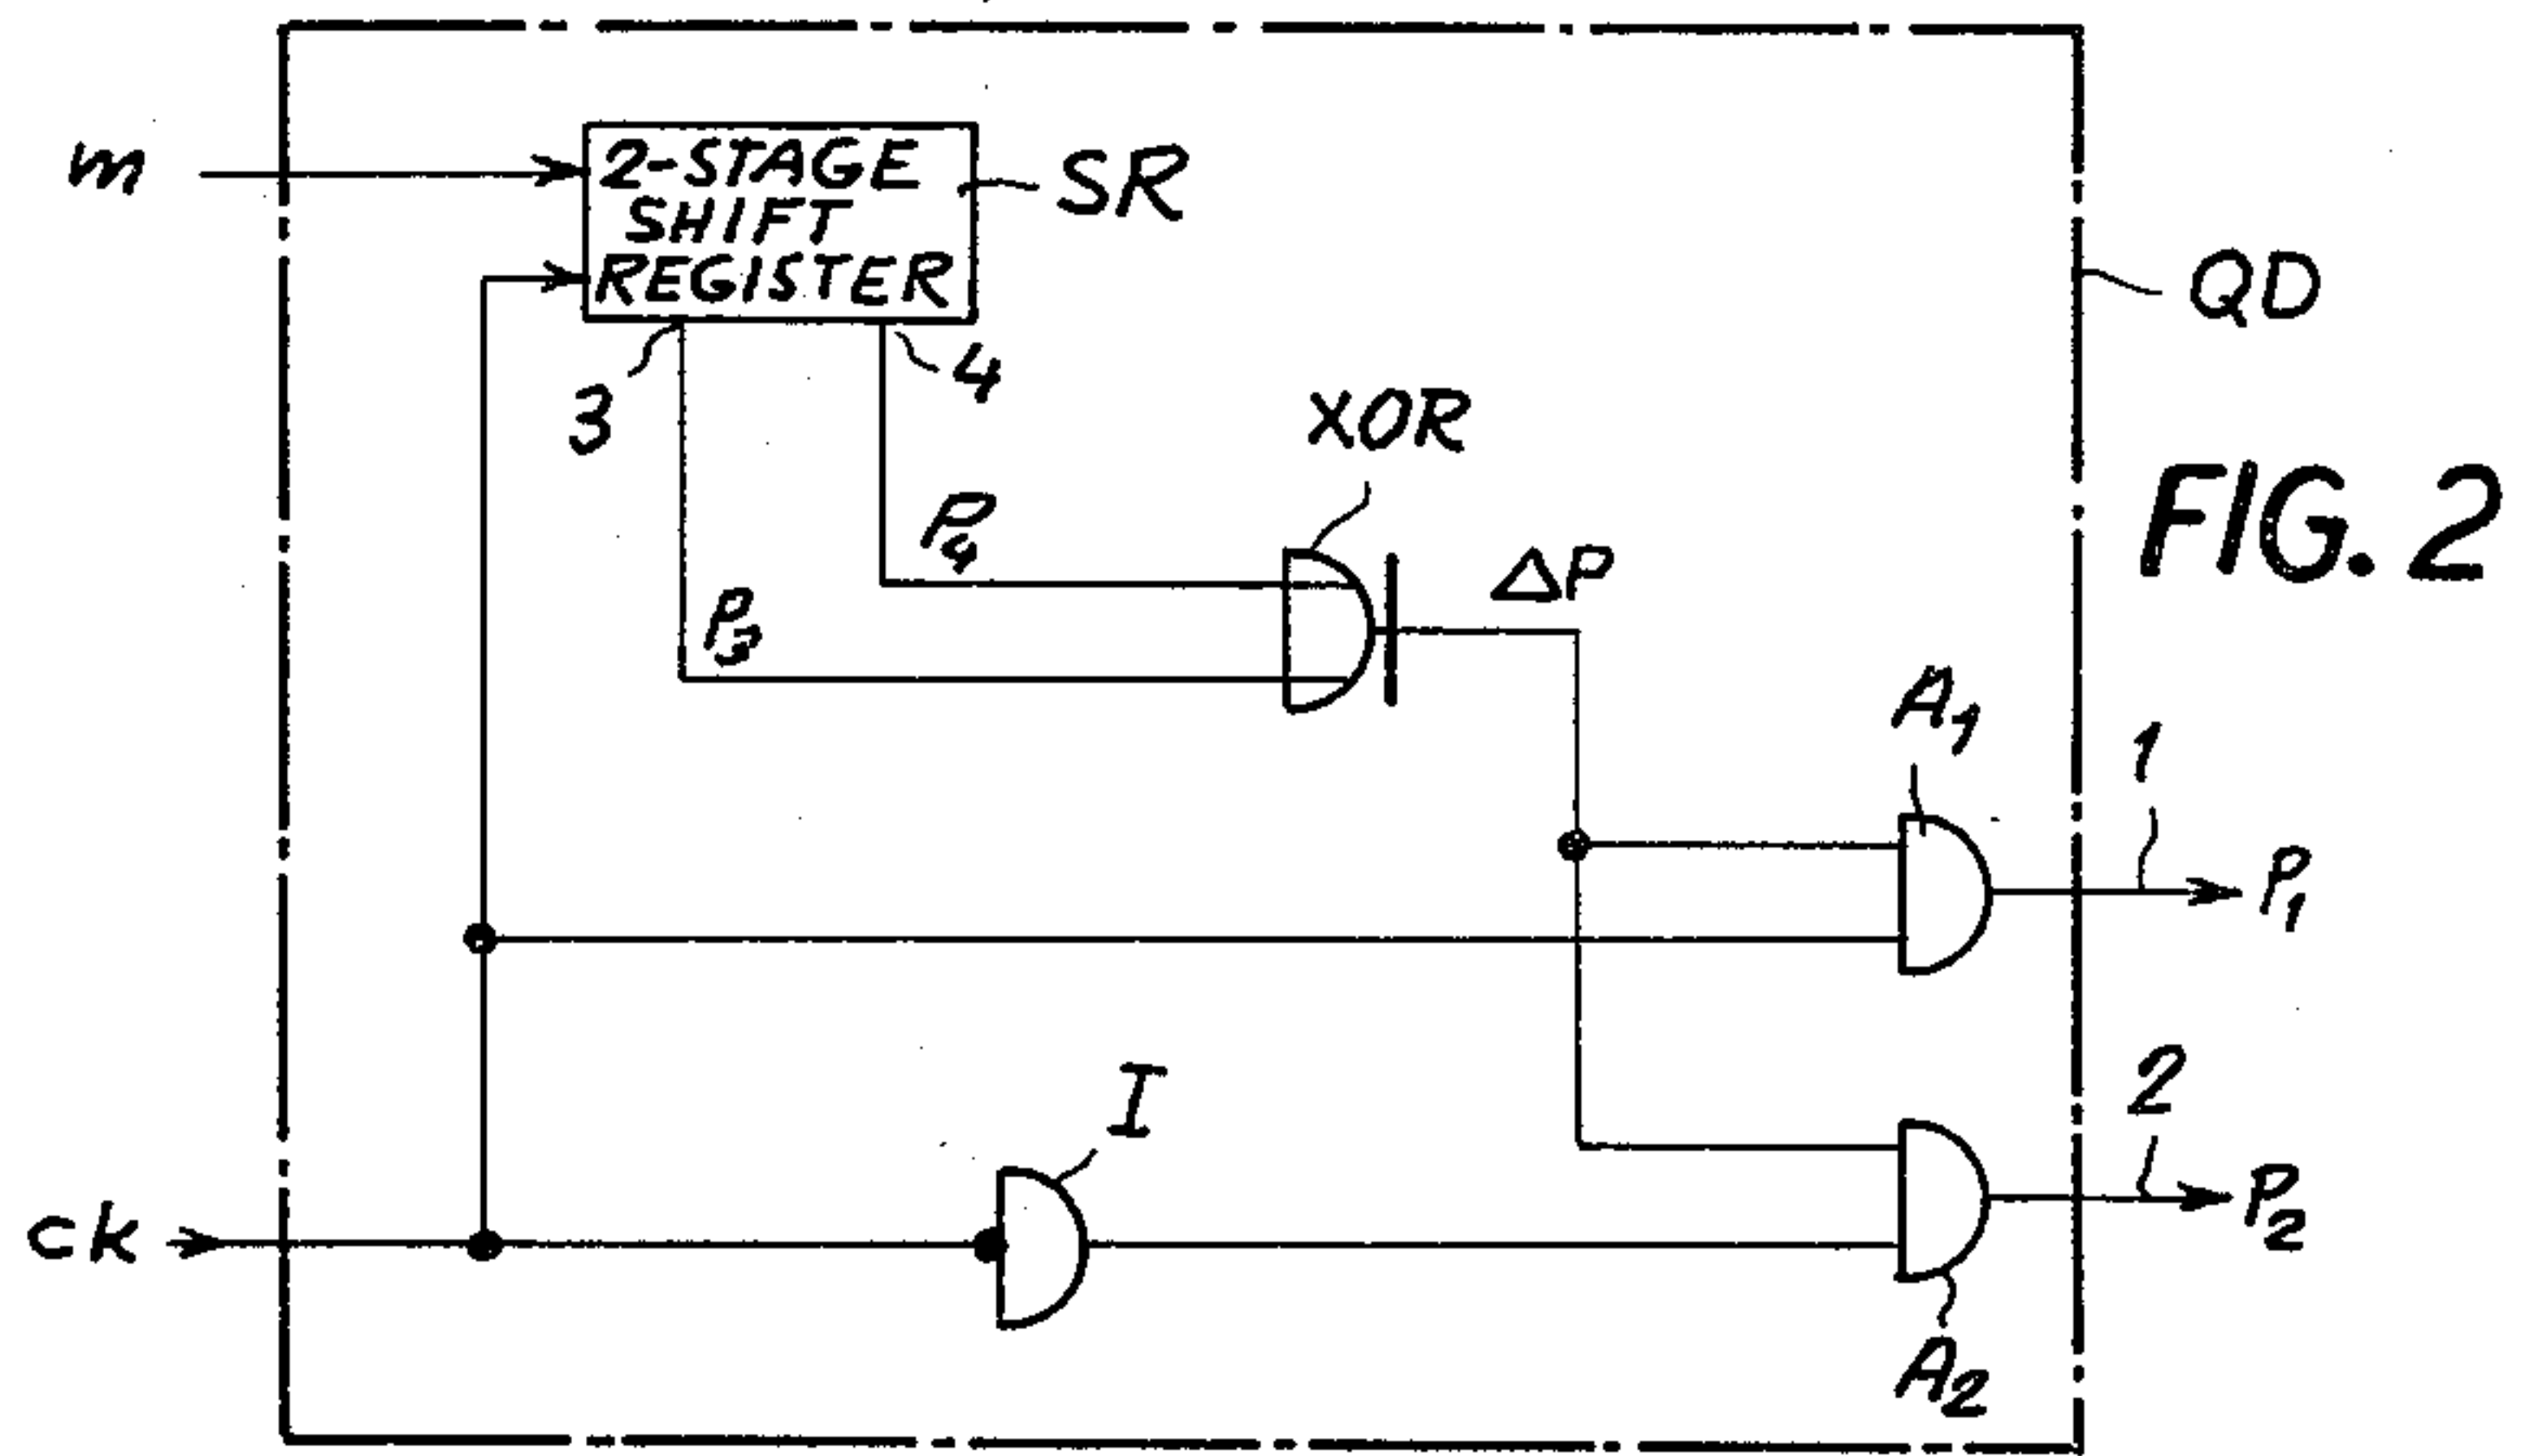 m
2-STAGE
SHIFT
REGISTER
SR
QD
3
4
XOR
P4
P3
ΔP
FIG. 2
A1
1
P1
I
2
ck
P2
A2